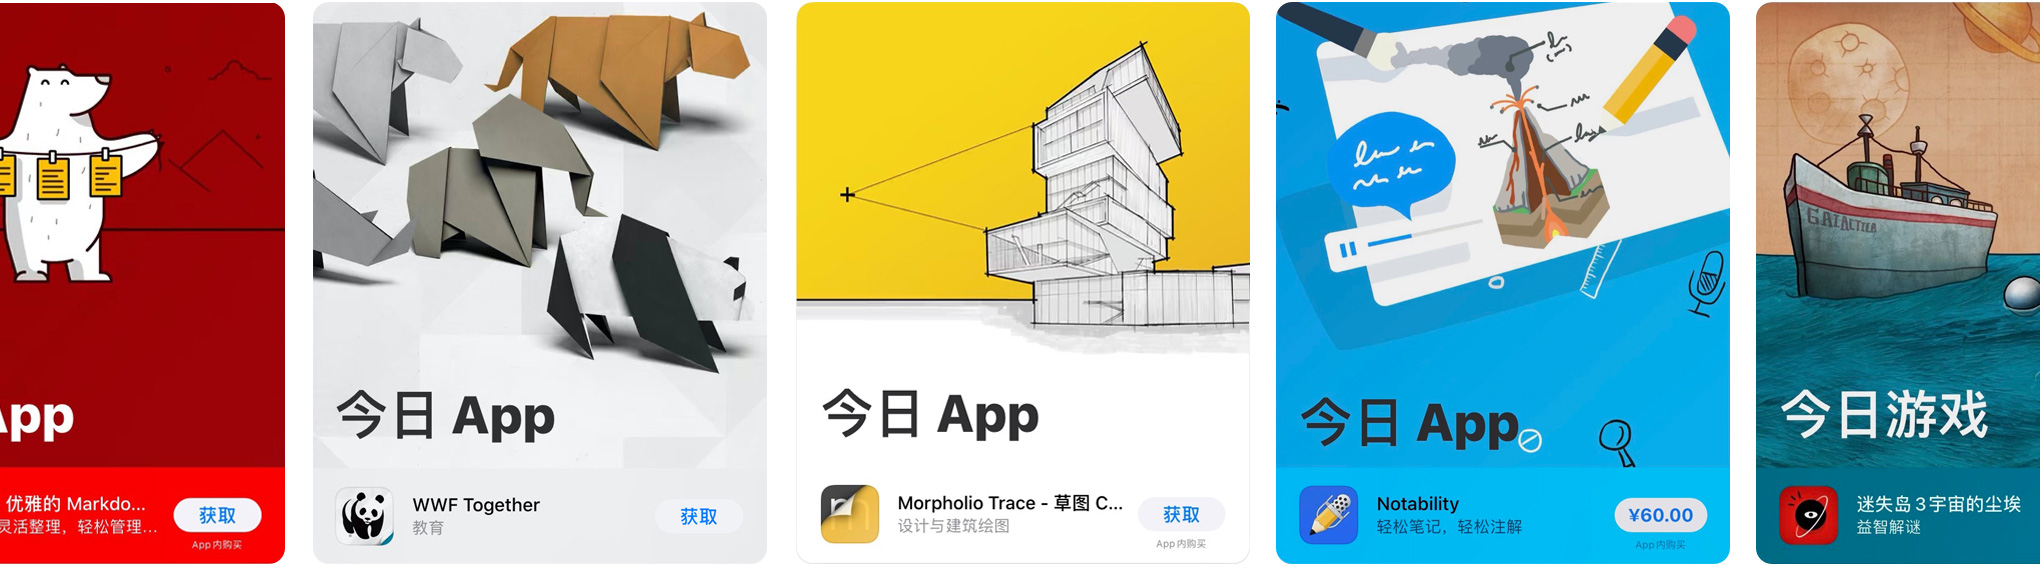 App
优雅的 Markdo...
灵活整理，轻松管理...
获取
App 内购买
今日 App
WWF Together
教育
获取
今日 App
m
Morpholio Trace - 草图 C...
设计与建筑绘图
获取
App 内购买
今日 App
Notability
轻松笔记，轻松注解
¥60.00
App 内购买
GALACTICA
今日游戏
迷失岛 3 宇宙的尘埃
益智解谜